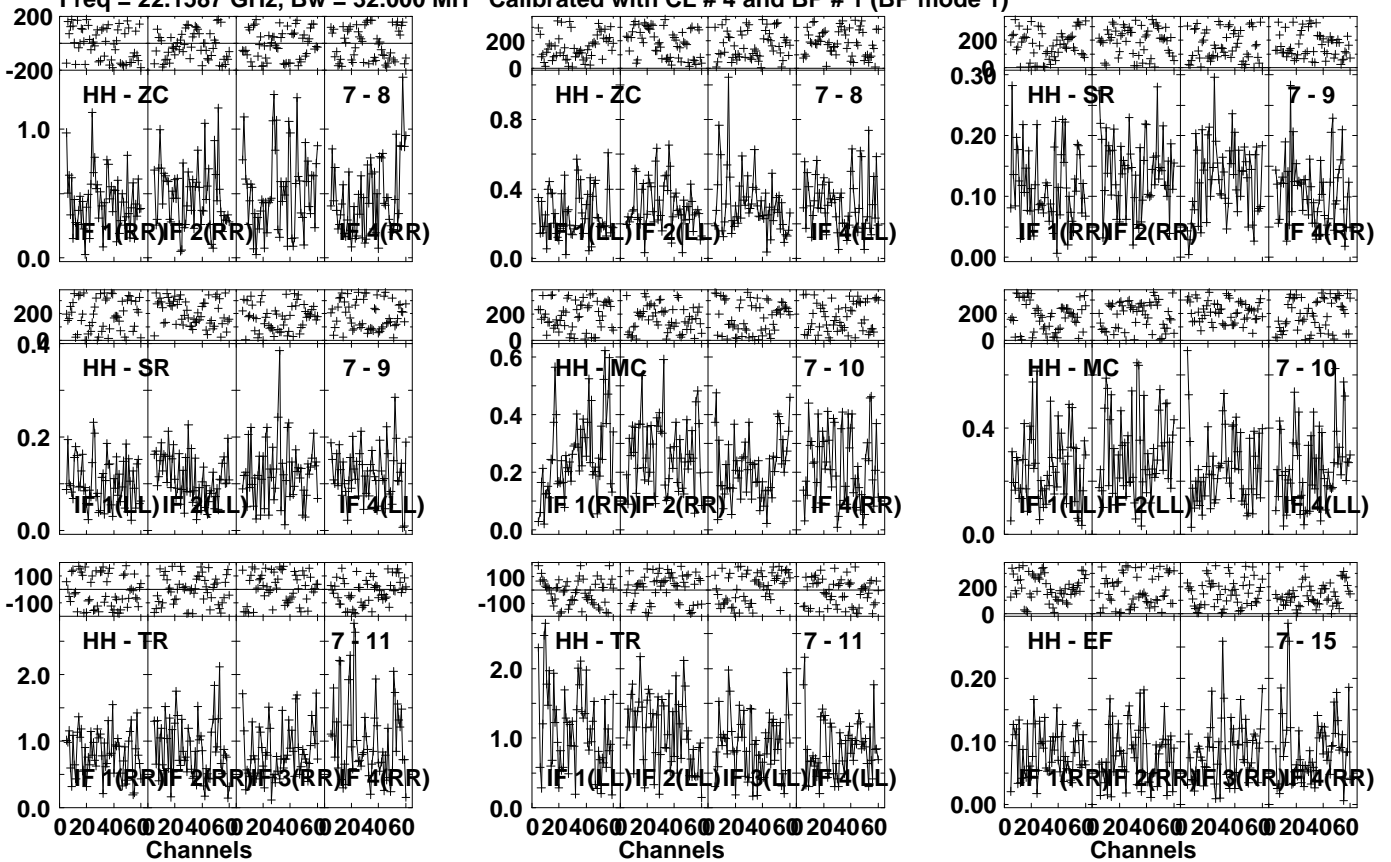 Freq = 22.1587 GHz, Bw = 32.000 MH Calibrated with CL # 4 and BP # 1 (BP mode 1)
200
0
-200
HH - ZC 7 - 8
1.0
0.0
IF 1(RR) IF 2(RR) IF 4(RR)
200
0
HH - ZC 7 - 8
0.8
0.4
0.0
IF 1(LL) IF 2(LL) IF 4(LL)
200
0
0.30
HH - SR 7 - 9
0.20
0.10
0.00
IF 1(RR) IF 2(RR) IF 4(RR)
200
0
0.4
HH - SR 7 - 9
0.2
0.0
IF 1(LL) IF 2(LL) IF 4(LL)
200
0
0.6
HH - MC 7 - 10
0.4
0.2
0.0
IF 1(RR) IF 2(RR) IF 4(RR)
200
0
HH - MC 7 - 10
0.4
0.0
IF 1(LL) IF 2(LL) IF 4(LL)
100
-100
HH - TR 7 - 11
2.0
1.0
0.0
IF 1(RR) IF 2(RR) IF 3(RR) IF 4(RR)
0 20 40 60 0 20 40 60 0 20 40 60 0 20 40 60
Channels
100
-100
HH - TR 7 - 11
2.0
1.0
0.0
IF 1(LL) IF 2(LL) IF 3(LL) IF 4(LL)
0 20 40 60 0 20 40 60 0 20 40 60 0 20 40 60
Channels
200
0
HH - EF 7 - 15
0.20
0.10
0.00
IF 1(RR) IF 2(RR) IF 3(RR) IF 4(RR)
0 20 40 60 0 20 40 60 0 20 40 60 0 20 40 60
Channels